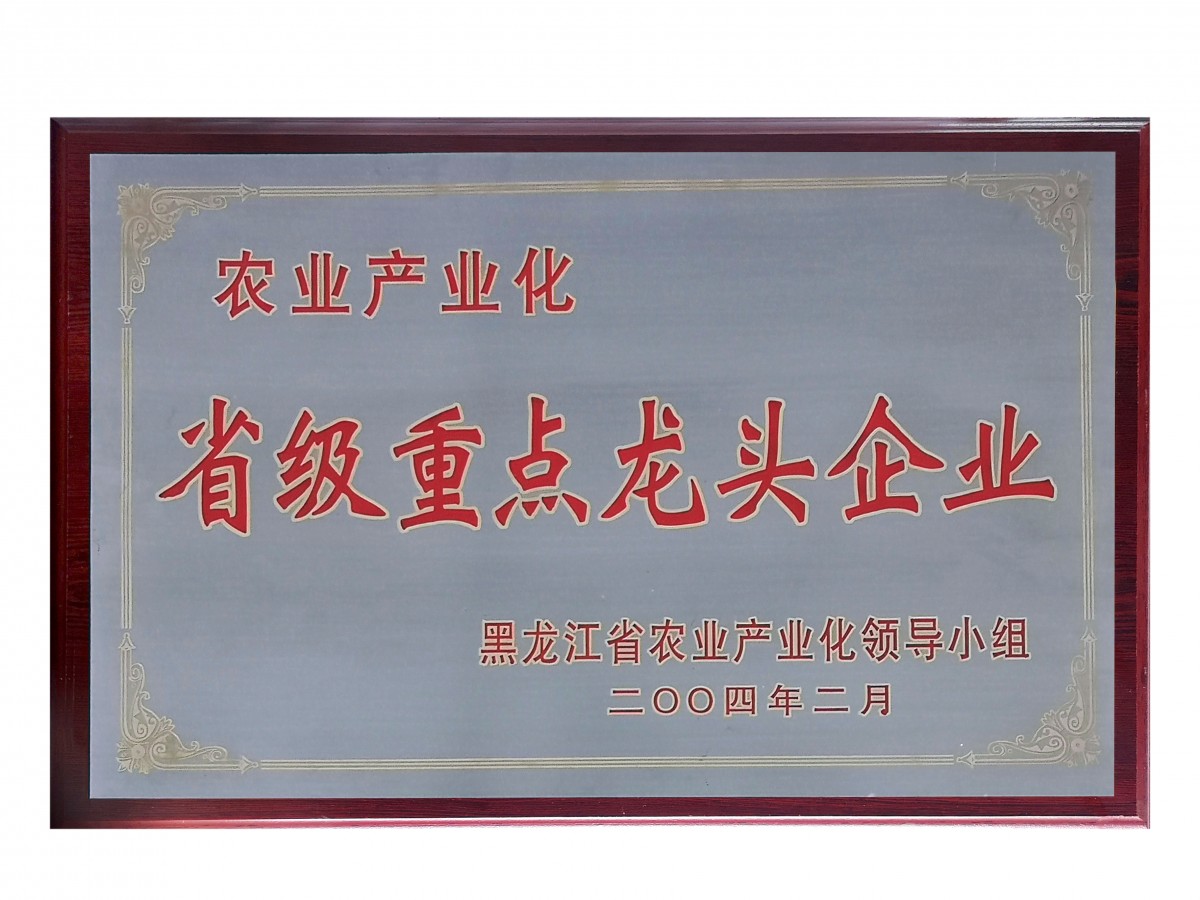 农业产业化
省级重点龙头企业
黑龙江省农业产业化领导小组
二〇〇四年二月